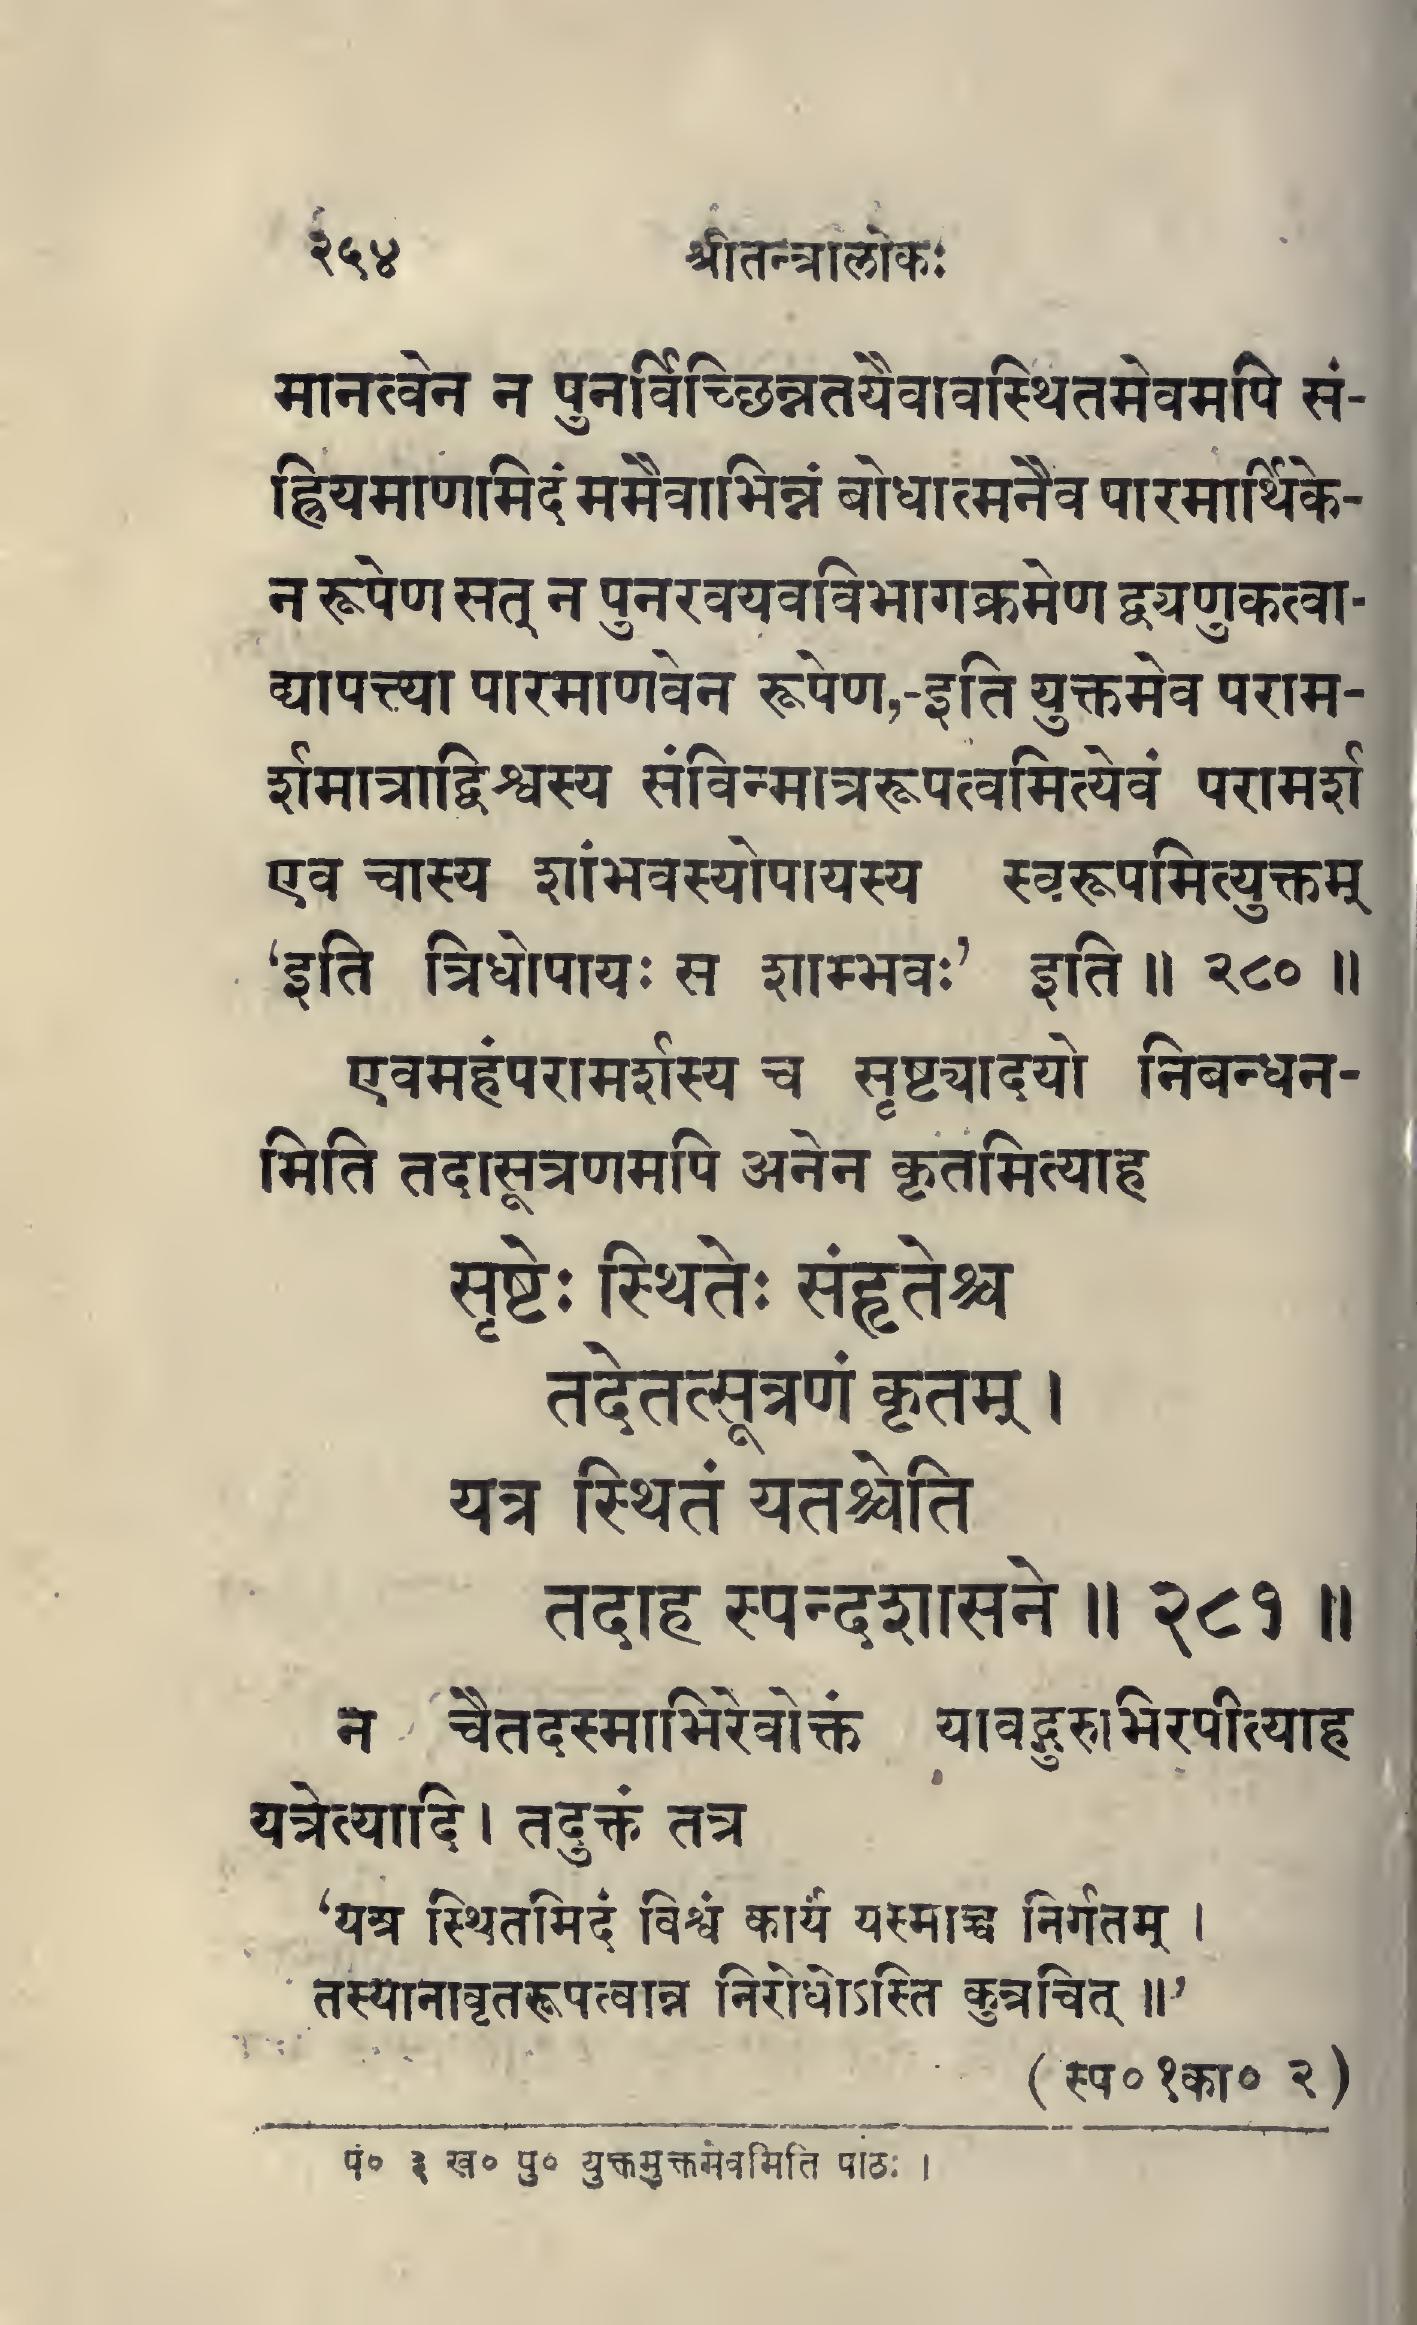 ३५४ श्रीतन्त्रालोकः
मानत्वेन न पुनर्विच्छिन्नतयैवावस्थितमेवमपि सं-
ह्रियमाणमिदं ममैवाभिन्नं बोधात्मनैव पारमार्थिके-
न रूपेण सत् न पुनरवयवविभागक्रमेण द्व्यणुकत्वा-
द्यापत्त्या पारमाणवेन रूपेण,-इति युक्तमेव पराम-
र्शमात्राद्विश्वस्य संविन्मात्ररूपत्वमित्येवं परामर्श
एव चास्य शांभवस्योपायस्य स्वरूपमित्युक्तम्
‘इति त्रिधोपायः स शाम्भवः’ इति ॥ २८० ॥
एवमहंपरामर्शस्य च सृष्ट्यादयो निबन्धन-
मिति तदासूत्रणमपि अनेन कृतमित्याह
सृष्टेः स्थितेः संहृतेश्च
तदेतत्सूत्रणं कृतम् ।
यत्र स्थितं यतश्चेति
तदाह स्पन्दशासने ॥ २८१ ॥
न चैतदस्माभिरेवोक्तं यावद्गुरुभिरपीत्याह
यत्रेत्यादि । तदुक्तं तत्र
‘यत्र स्थितमिदं विश्वं कार्यं यस्माच्च निर्गतम् ।
तस्यानावृतरूपत्वान्न निरोधोऽस्ति कुत्रचित् ॥’
( स्प० १का० २ )
पं० ३ ख० पु० युक्तमुक्तमेवमिति पाठः ।